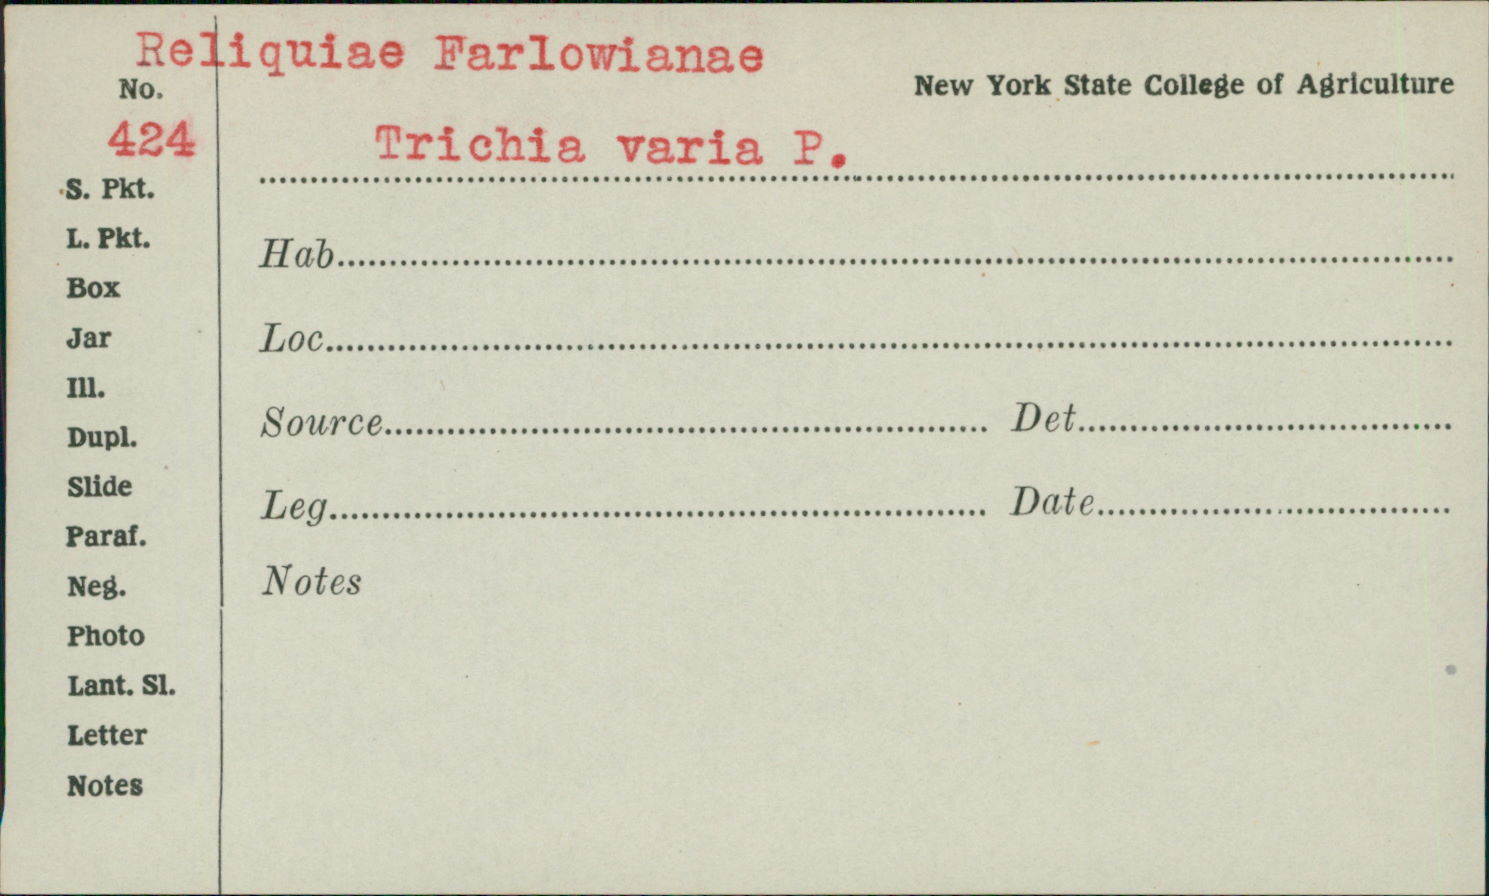 Reliquiae Farlowianae
No.
New York State College of Agriculture
424
Trichia varia P.
S. Pkt.
L. Pkt.
Hab
Box
Jar
Loc
Ill.
Source
Det
Dupl.
Slide
Leg
Date
Paraf.
Neg.
Notes
Photo
Lant. Sl.
Letter
Notes